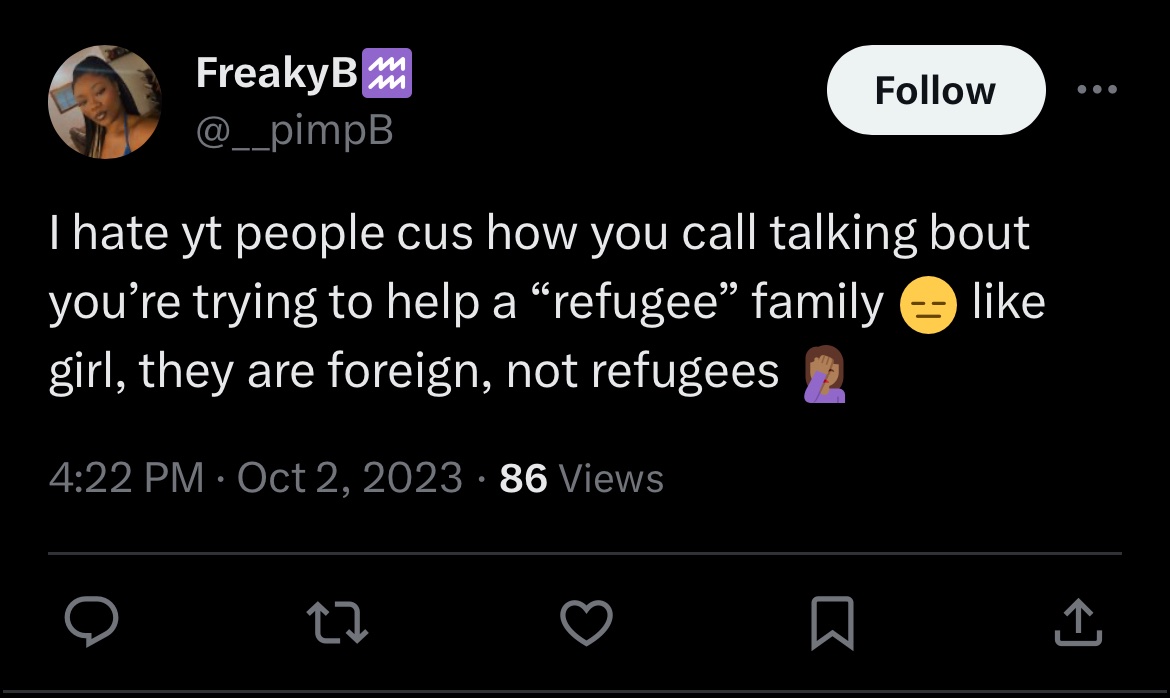 FreakyB♒
@__pimpB
Follow
I hate yt people cus how you call talking bout
you’re trying to help a “refugee” family 😑 like
girl, they are foreign, not refugees 🤦🏾‍♀️
4:22 PM · Oct 2, 2023 · 86 Views